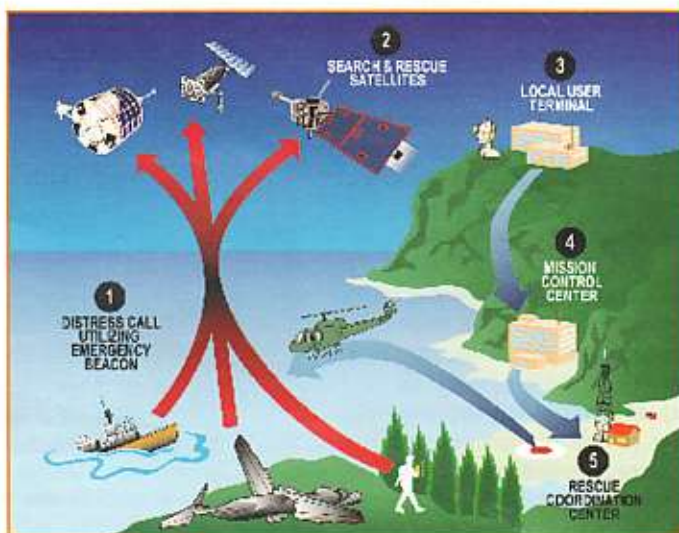 1
DISTRESS CALL
UTILIZING
EMERGENCY
BEACON
2
SEARCH & RESCUE
SATELLITES
3
LOCAL USER
TERMINAL
4
MISSION
CONTROL
CENTER
5
RESCUE
COORDINATION
CENTER